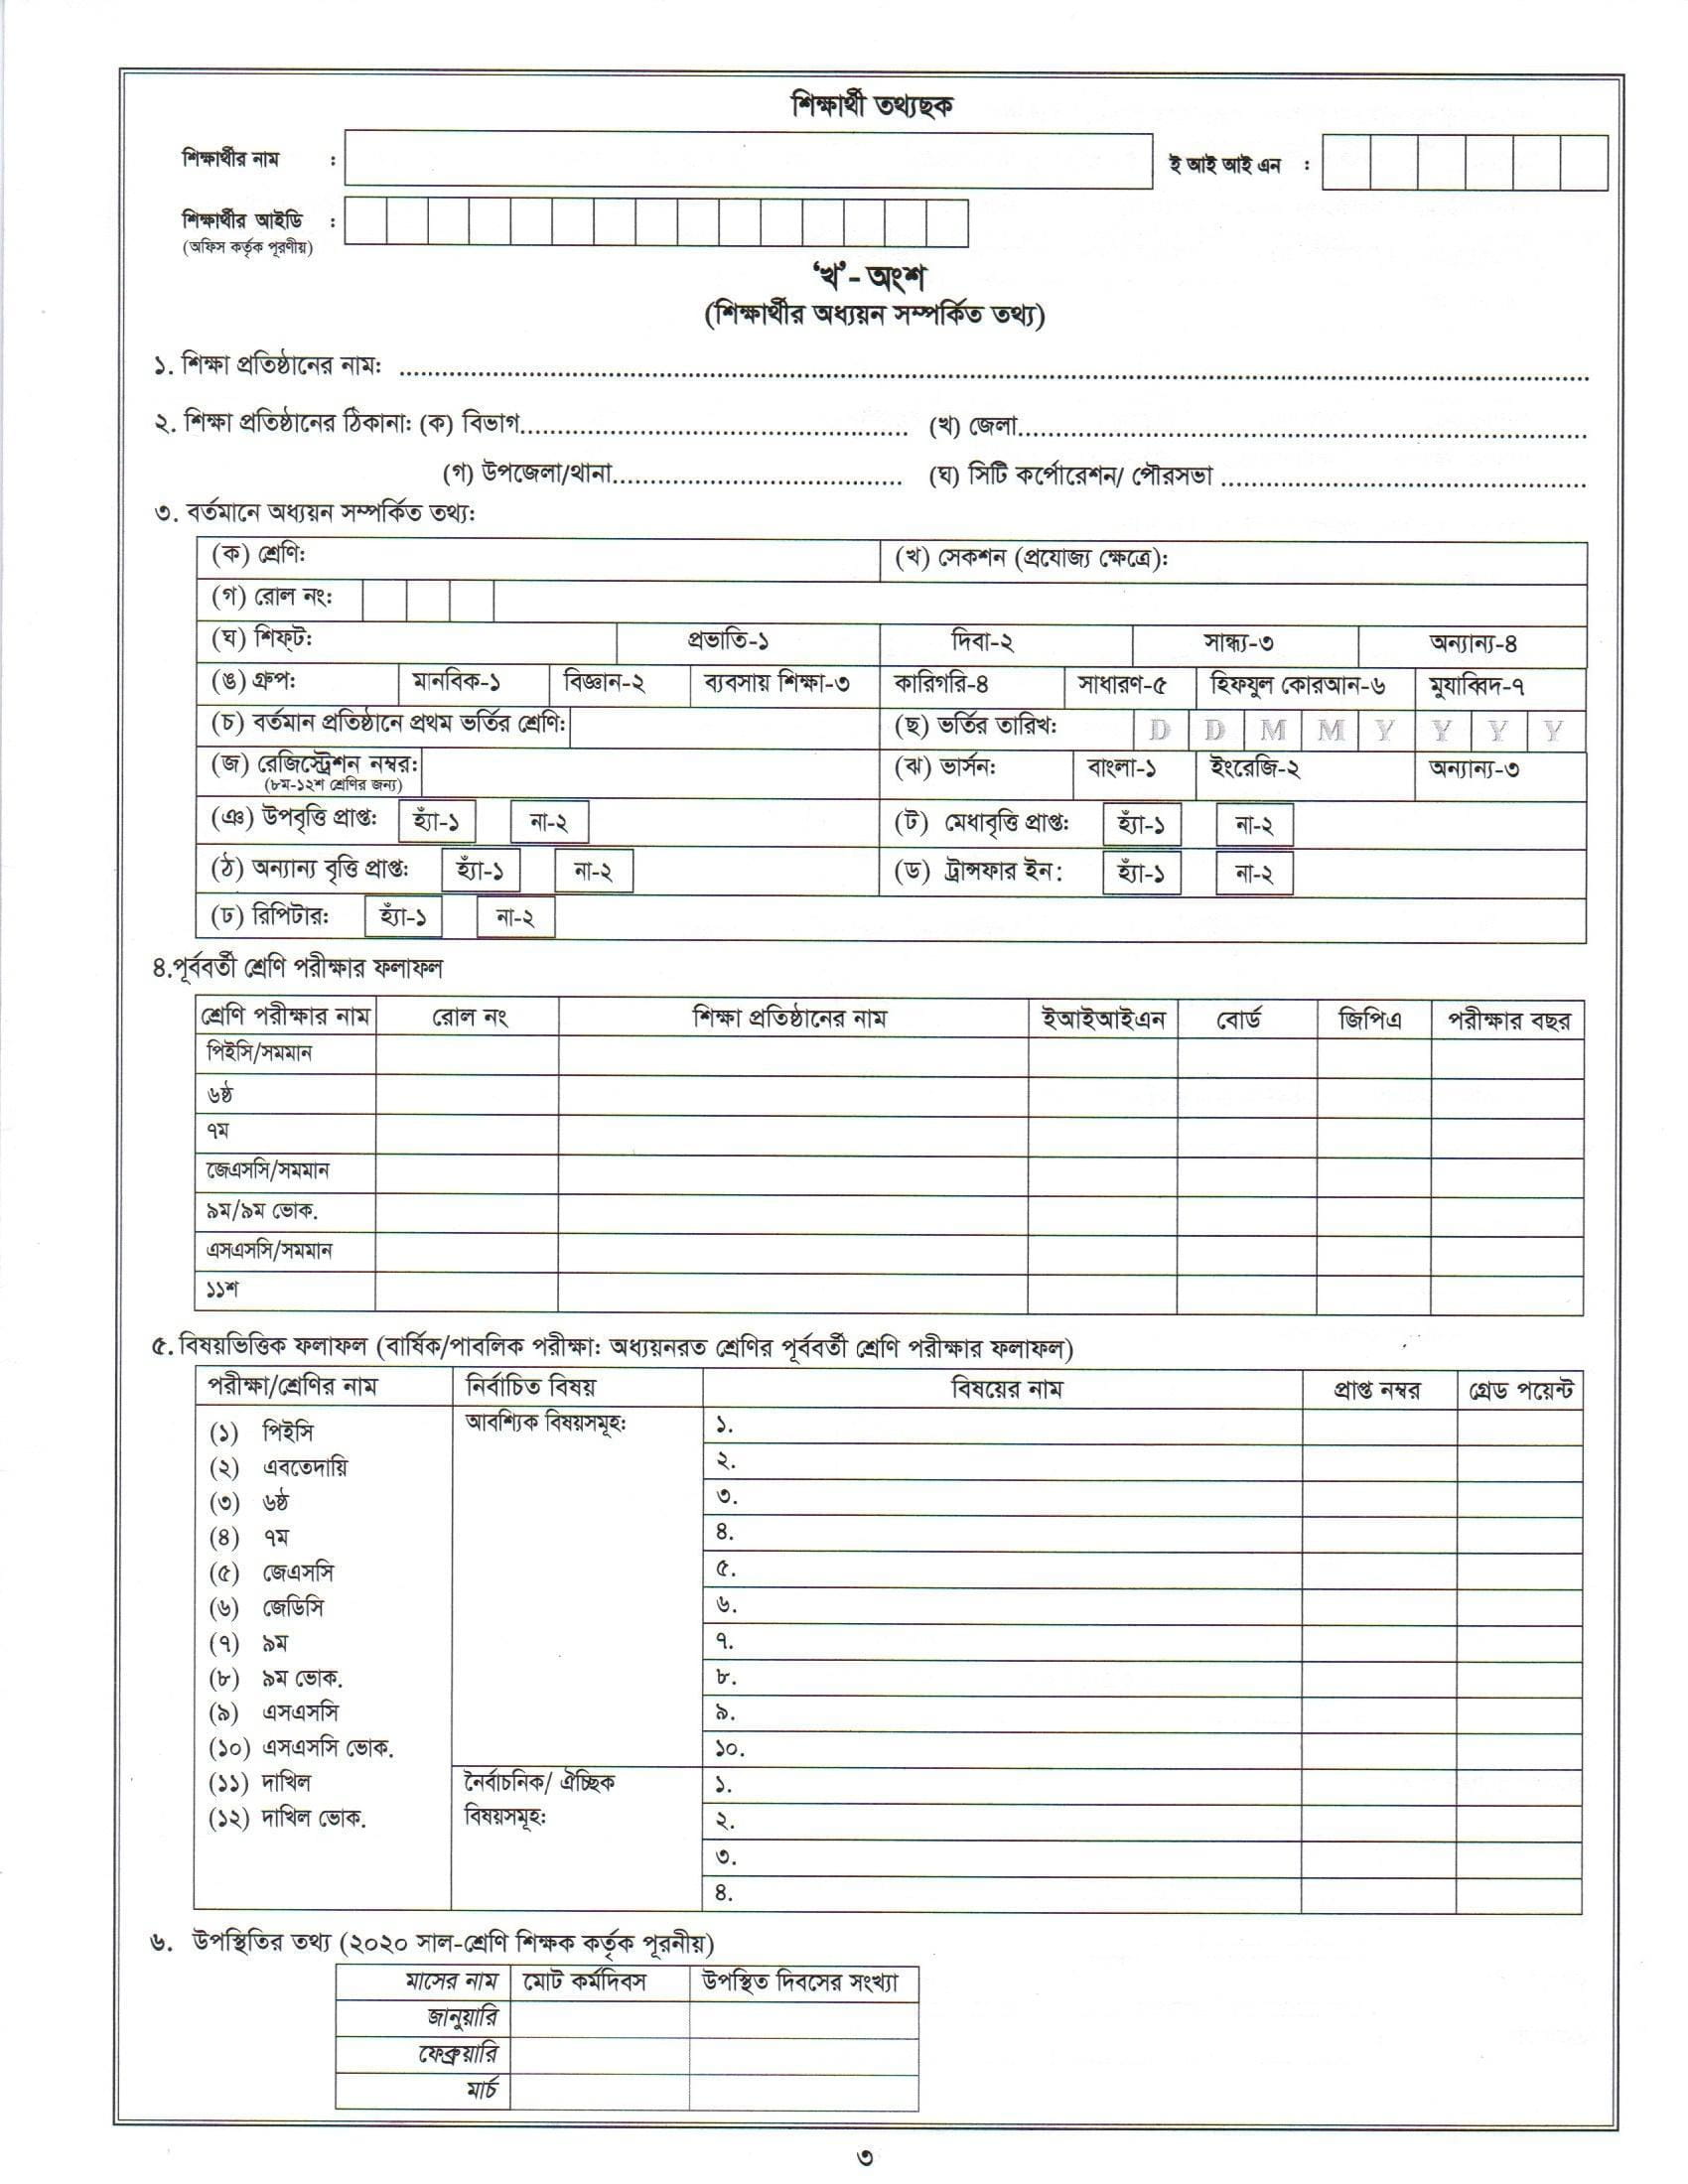 শিক্ষার্থী তথ্যছক
শিক্ষার্থীর নাম : ই আই আই এন :
শিক্ষার্থীর আইডি :
(অফিস কর্তৃক পূরণীয়)
‘খ’- অংশ
(শিক্ষার্থীর অধ্যয়ন সম্পর্কিত তথ্য)
১. শিক্ষা প্রতিষ্ঠানের নাম:
২. শিক্ষা প্রতিষ্ঠানের ঠিকানা: (ক) বিভাগ (খ) জেলা
(গ) উপজেলা/থানা (ঘ) সিটি কর্পোরেশন/ পৌরসভা
৩. বর্তমানে অধ্যয়ন সম্পর্কিত তথ্য:
(ক) শ্রেণি: (খ) সেকশন (প্রযোজ্য ক্ষেত্রে):
(গ) রোল নং:
(ঘ) শিফ্‌ট: প্রভাতি-১ দিবা-২ সান্ধ্য-৩ অন্যান্য-৪
(ঙ) গ্রুপ: মানবিক-১ বিজ্ঞান-২ ব্যবসায় শিক্ষা-৩ কারিগরি-৪ সাধারণ-৫ হিফযুল কোরআন-৬ মুযাব্বিদ-৭
(চ) বর্তমান প্রতিষ্ঠানে প্রথম ভর্তির শ্রেণি: (ছ) ভর্তির তারিখ: D D M M Y Y Y Y
(জ) রেজিস্ট্রেশন নম্বর: (ঝ) ভার্সন: বাংলা-১ ইংরেজি-২ অন্যান্য-৩
(৮ম-১২শ শ্রেণির জন্য)
(ঞ) উপবৃত্তি প্রাপ্ত: হ্যাঁ-১ না-২ (ট) মেধাবৃত্তি প্রাপ্ত: হ্যাঁ-১ না-২
(ঠ) অন্যান্য বৃত্তি প্রাপ্ত: হ্যাঁ-১ না-২ (ড) ট্রান্সফার ইন: হ্যাঁ-১ না-২
(ঢ) রিপিটার: হ্যাঁ-১ না-২
৪.পূর্ববর্তী শ্রেণি পরীক্ষার ফলাফল
শ্রেণি পরীক্ষার নাম রোল নং শিক্ষা প্রতিষ্ঠানের নাম ইআইআইএন বোর্ড জিপিএ পরীক্ষার বছর
পিইসি/সমমান
৬ষ্ঠ
৭ম
জেএসসি/সমমান
৯ম/৯ম ভোক.
এসএসসি/সমমান
১১শ
৫. বিষয়ভিত্তিক ফলাফল (বার্ষিক/পাবলিক পরীক্ষা: অধ্যয়নরত শ্রেণির পূর্ববর্তী শ্রেণি পরীক্ষার ফলাফল)
পরীক্ষা/শ্রেণির নাম নির্বাচিত বিষয় বিষয়ের নাম প্রাপ্ত নম্বর গ্রেড পয়েন্ট
(১) পিইসি আবশ্যিক বিষয়সমূহ: ১.
(২) এবতেদায়ি ২.
(৩) ৬ষ্ঠ ৩.
(৪) ৭ম ৪.
(৫) জেএসসি ৫.
(৬) জেডিসি ৬.
(৭) ৯ম ৭.
(৮) ৯ম ভোক. ৮.
(৯) এসএসসি ৯.
(১০) এসএসসি ভোক. ১০.
(১১) দাখিল নৈর্বাচনিক/ ঐচ্ছিক ১.
(১২) দাখিল ভোক. বিষয়সমূহ: ২.
৩.
৪.
৬. উপস্থিতির তথ্য (২০২০ সাল-শ্রেণি শিক্ষক কর্তৃক পূরনীয়)
মাসের নাম মোট কর্মদিবস উপস্থিত দিবসের সংখ্যা
জানুয়ারি
ফেব্রুয়ারি
মার্চ
৩